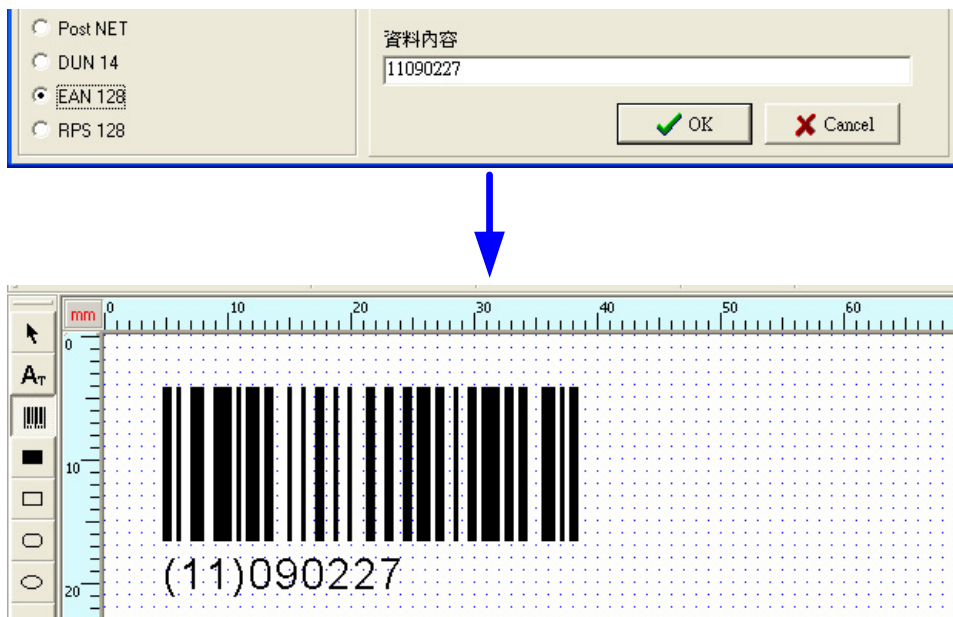 Post NET
DUN 14
EAN 128
RPS 128
資料內容
11090227
OK
Cancel
mm
0 10 20 30 40 50 60
0
A T
10
20
(11)090227